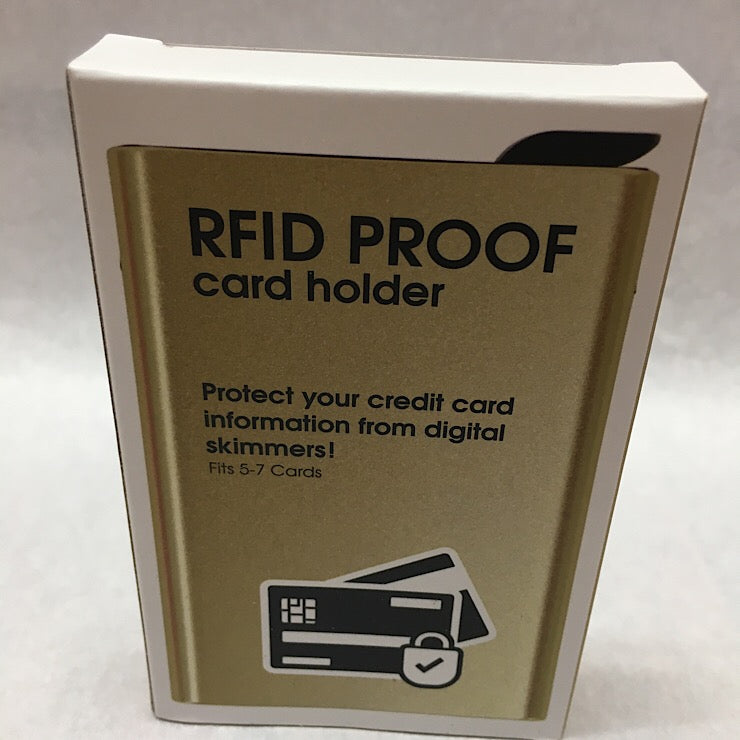 RFID PROOF
card holder
Protect your credit card
information from digital
skimmers!
Fits 5-7 Cards